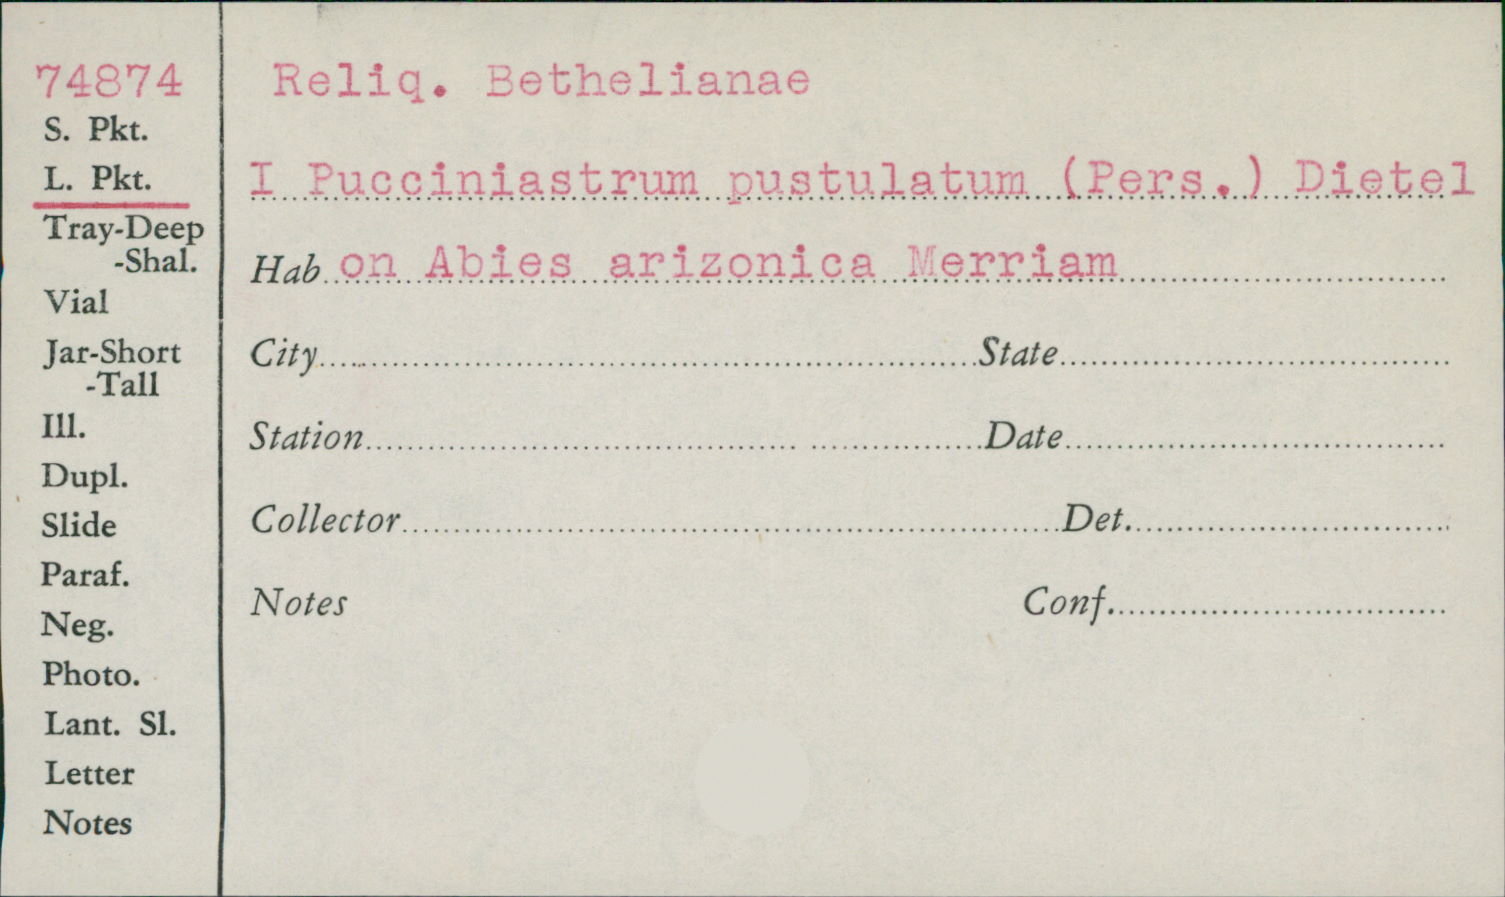 74874
Reliq. Bethelianae
S. Pkt.
L. Pkt.
I Pucciniastrum pustulatum (Pers.) Dietel
Tray-Deep
-Shal.
Hab on Abies arizonica Merriam
Vial
Jar-Short
-Tall
City
State
Ill.
Station
Date
Dupl.
Slide
Collector
Det.
Paraf.
Neg.
Notes
Conf.
Photo.
Lant. Sl.
Letter
Notes